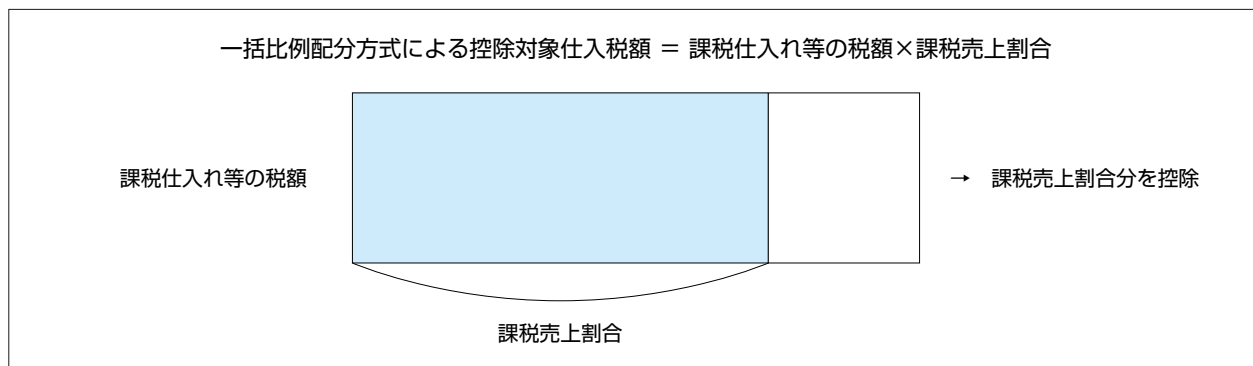 一括比例配分方式による控除対象仕入税額 ＝ 課税仕入れ等の税額×課税売上割合
課税仕入れ等の税額
→ 課税売上割合分を控除
課税売上割合